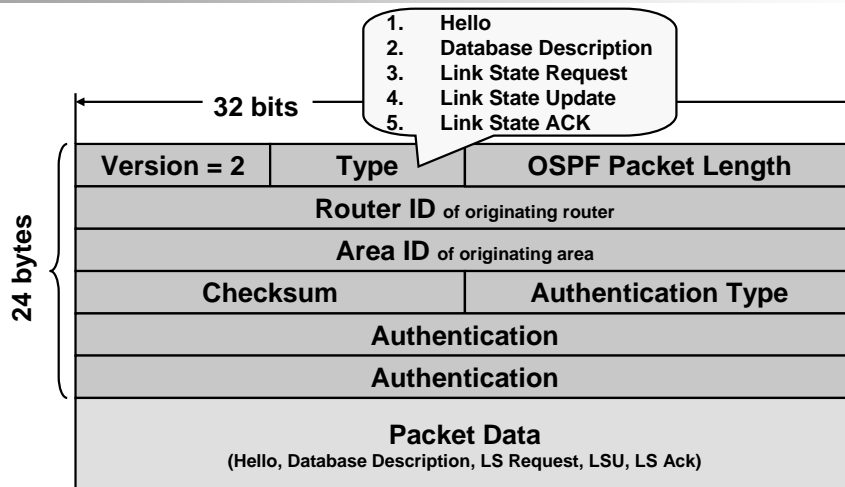 1. Hello
2. Database Description
3. Link State Request
4. Link State Update
5. Link State ACK
32 bits
24 bytes
Version = 2 Type OSPF Packet Length
Router ID of originating router
Area ID of originating area
Checksum Authentication Type
Authentication
Authentication
Packet Data
(Hello, Database Description, LS Request, LSU, LS Ack)